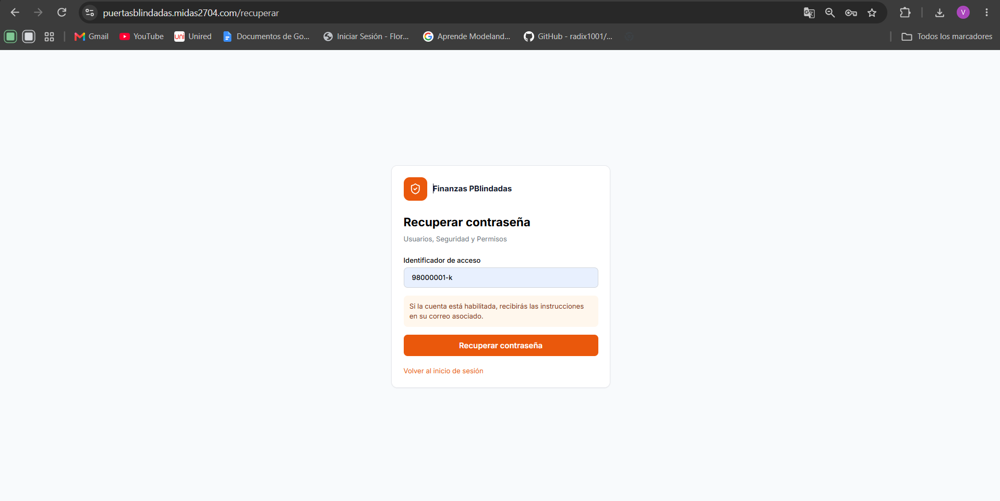 puertasblindadas.midas2704.com/recuperar
V
Gmail
YouTube
uni Unired
Documentos de Go...
Iniciar Sesión - Flor...
Aprende Modeland...
GitHub - radix1001/...
Todos los marcadores
Finanzas PBlindadas
Recuperar contraseña
Usuarios, Seguridad y Permisos
Identificador de acceso
98000001-k
Si la cuenta está habilitada, recibirás las instrucciones
en su correo asociado.
Recuperar contraseña
Volver al inicio de sesión